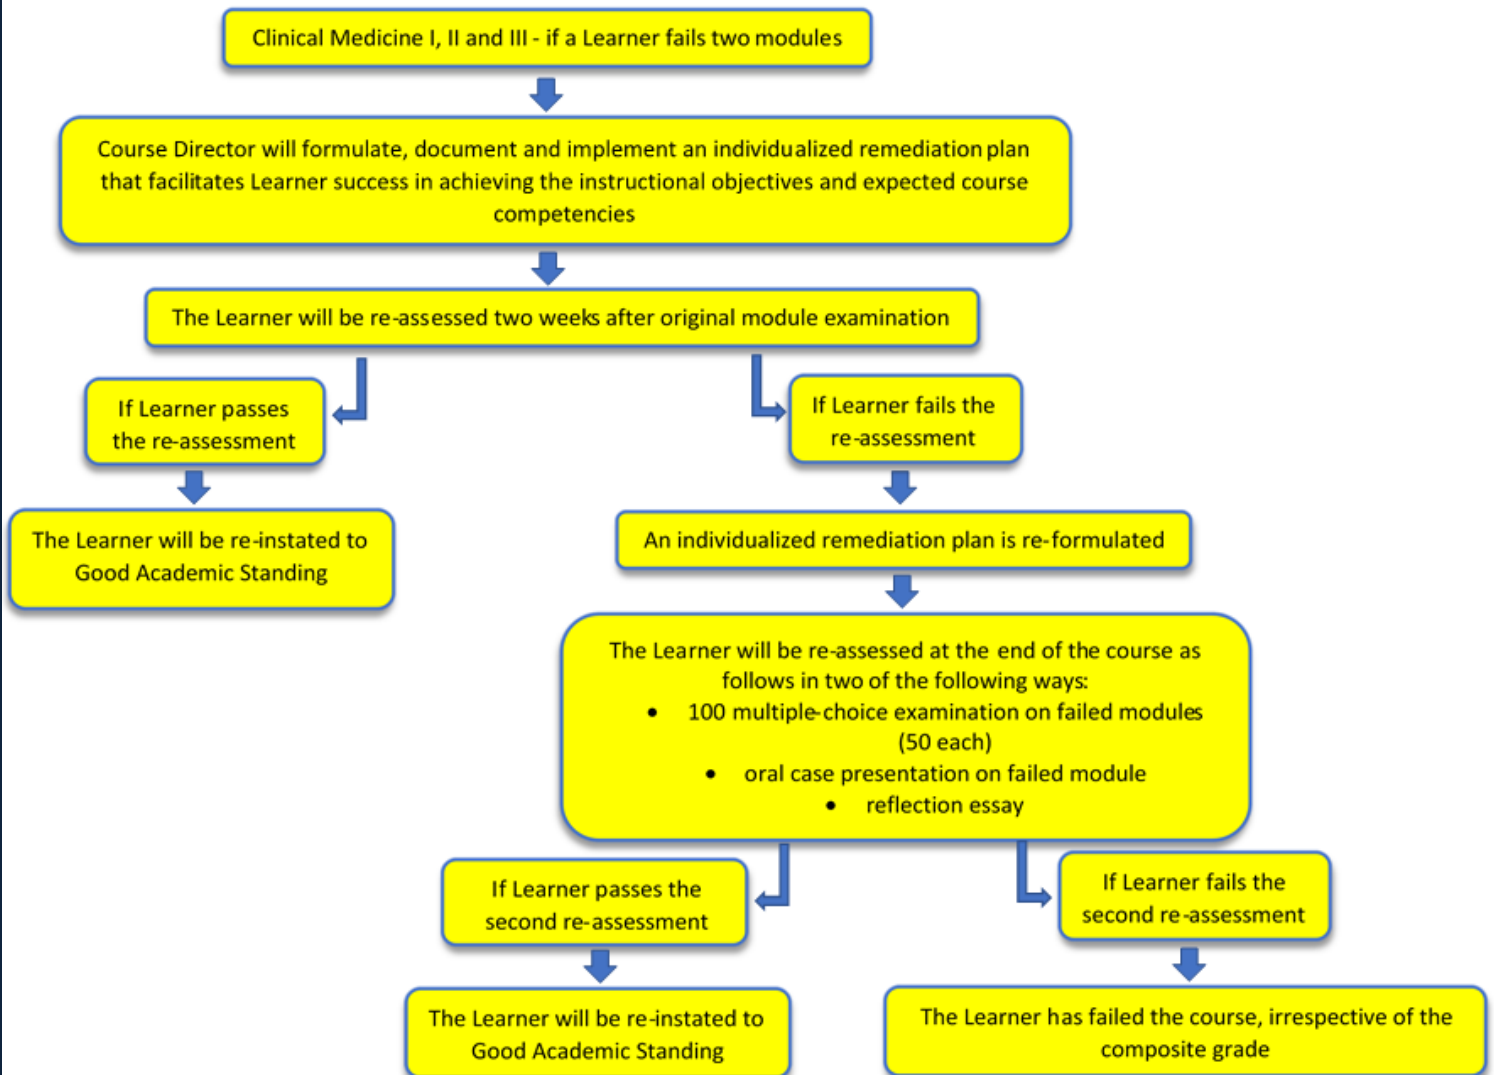 Clinical Medicine I, II and III - if a Learner fails two modules
Course Director will formulate, document and implement an individualized remediation plan
that facilitates Learner success in achieving the instructional objectives and expected course
competencies
The Learner will be re-assessed two weeks after original module examination
If Learner passes
the re-assessment
If Learner fails the
re-assessment
The Learner will be re-instated to
Good Academic Standing
An individualized remediation plan is re-formulated
The Learner will be re-assessed at the end of the course as
follows in two of the following ways:
• 100 multiple-choice examination on failed modules
(50 each)
• oral case presentation on failed module
• reflection essay
If Learner passes the
second re-assessment
If Learner fails the
second re-assessment
The Learner will be re-instated to
Good Academic Standing
The Learner has failed the course, irrespective of the
composite grade